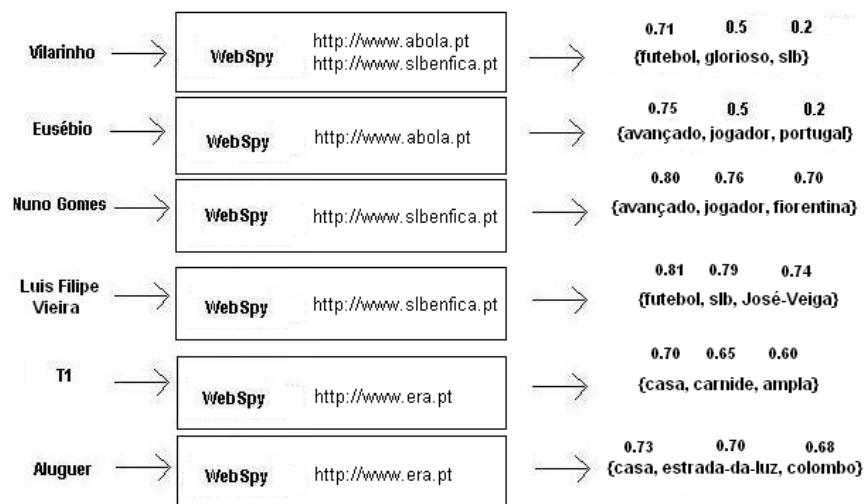 0.71 0.5 0.2
http://www.abola.pt
Vilarinho WebSpy {futebol, glorioso, slb}
http://www.slbenfica.pt
0.75 0.5 0.2
Eusébio WebSpy http://www.abola.pt {avançado, jogador, portugal}
0.80 0.76 0.70
Nuno Gomes WebSpy http://www.slbenfica.pt {avançado, jogador, fiorentina}
0.81 0.79 0.74
Luis Filipe
Vieira WebSpy http://www.slbenfica.pt {futebol, slb, José-Veiga}
0.70 0.65 0.60
T1 WebSpy http://www.era.pt {casa, carnide, ampla}
0.73 0.70 0.68
Aluguer WebSpy http://www.era.pt {casa, estrada-da-luz, colombo}